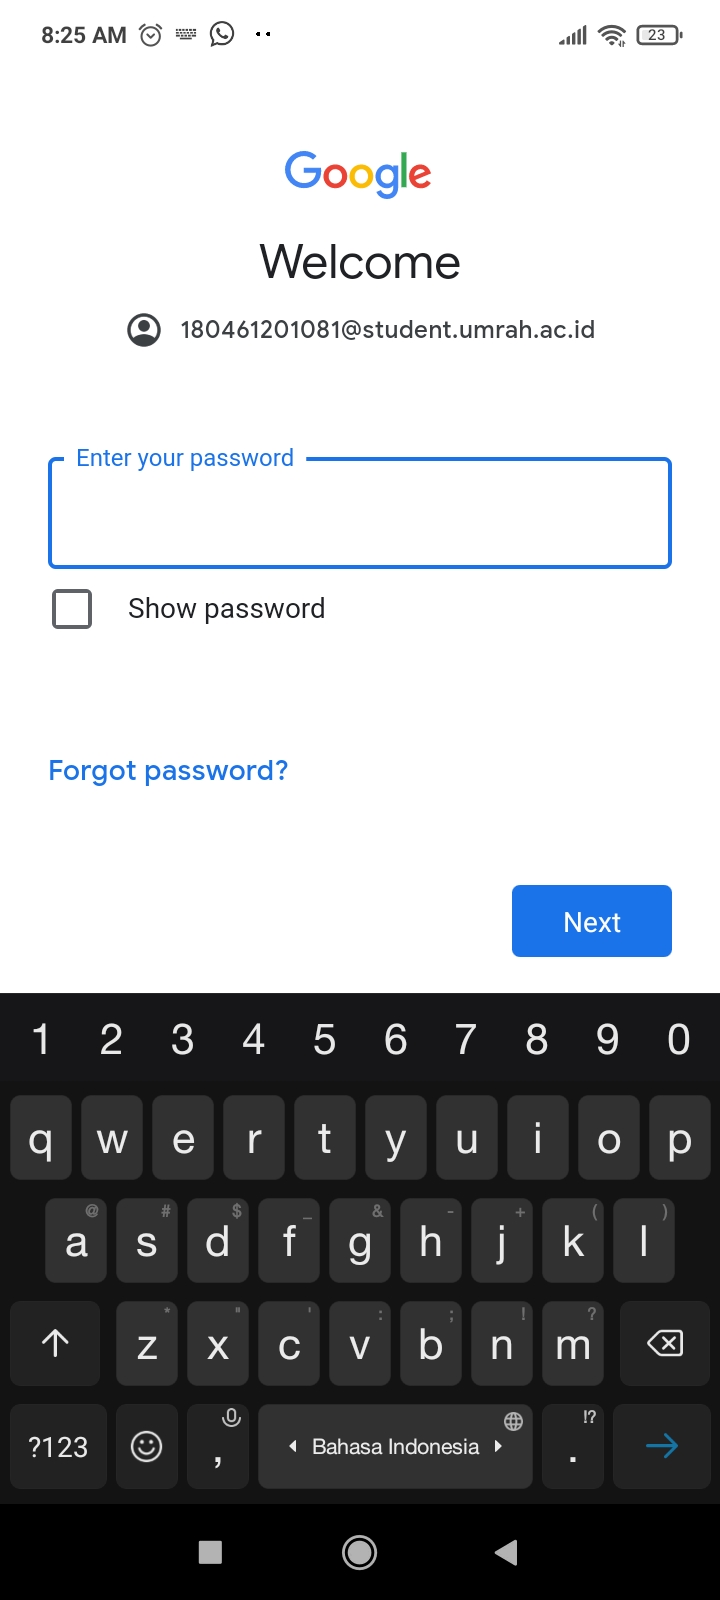 8:25 AM 23
Google
Welcome
180461201081@student.umrah.ac.id
Enter your password
Show password
Forgot password?
Next
1 2 3 4 5 6 7 8 9 0
q w e r t y u i o p
@ # $ _ & - + ( )
a s d f g h j k l
* " ' : ; ! ?
z x c v b n m
!?
?123 , Bahasa Indonesia .